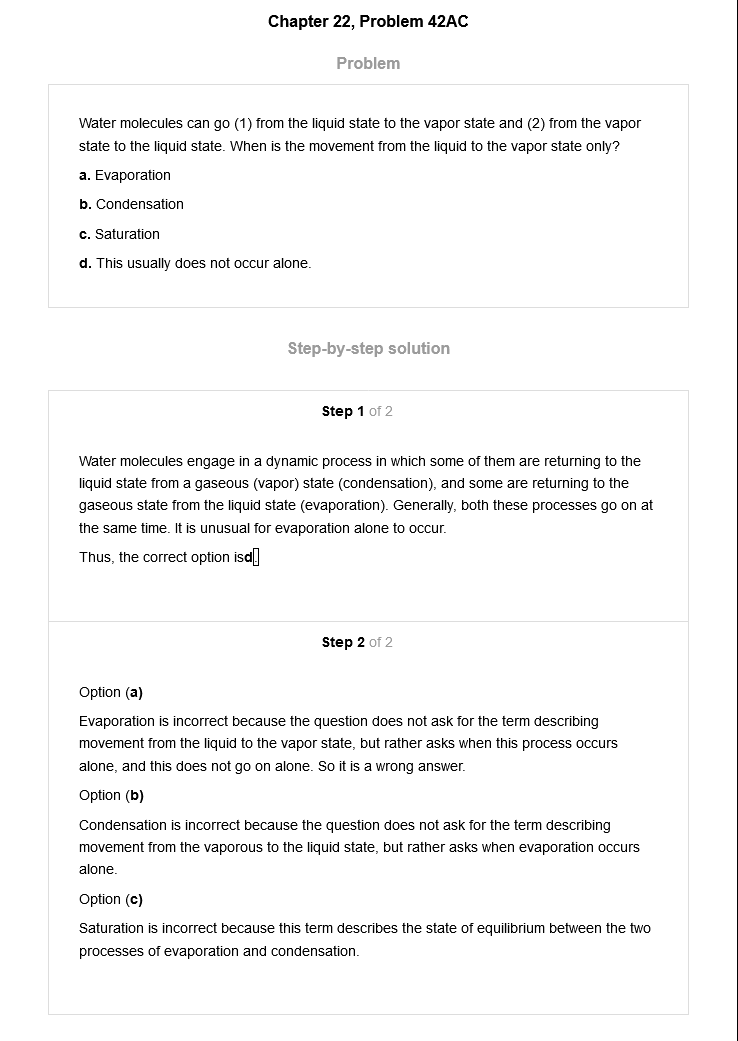 Chapter 22, Problem 42AC
Problem
Water molecules can go (1) from the liquid state to the vapor state and (2) from the vapor
state to the liquid state. When is the movement from the liquid to the vapor state only?
a. Evaporation
b. Condensation
c. Saturation
d. This usually does not occur alone.
Step-by-step solution
Step 1 of 2
Water molecules engage in a dynamic process in which some of them are returning to the
liquid state from a gaseous (vapor) state (condensation), and some are returning to the
gaseous state from the liquid state (evaporation). Generally, both these processes go on at
the same time. It is unusual for evaporation alone to occur.
Thus, the correct option isd.
Step 2 of 2
Option (a)
Evaporation is incorrect because the question does not ask for the term describing
movement from the liquid to the vapor state, but rather asks when this process occurs
alone, and this does not go on alone. So it is a wrong answer.
Option (b)
Condensation is incorrect because the question does not ask for the term describing
movement from the vaporous to the liquid state, but rather asks when evaporation occurs
alone.
Option (c)
Saturation is incorrect because this term describes the state of equilibrium between the two
processes of evaporation and condensation.